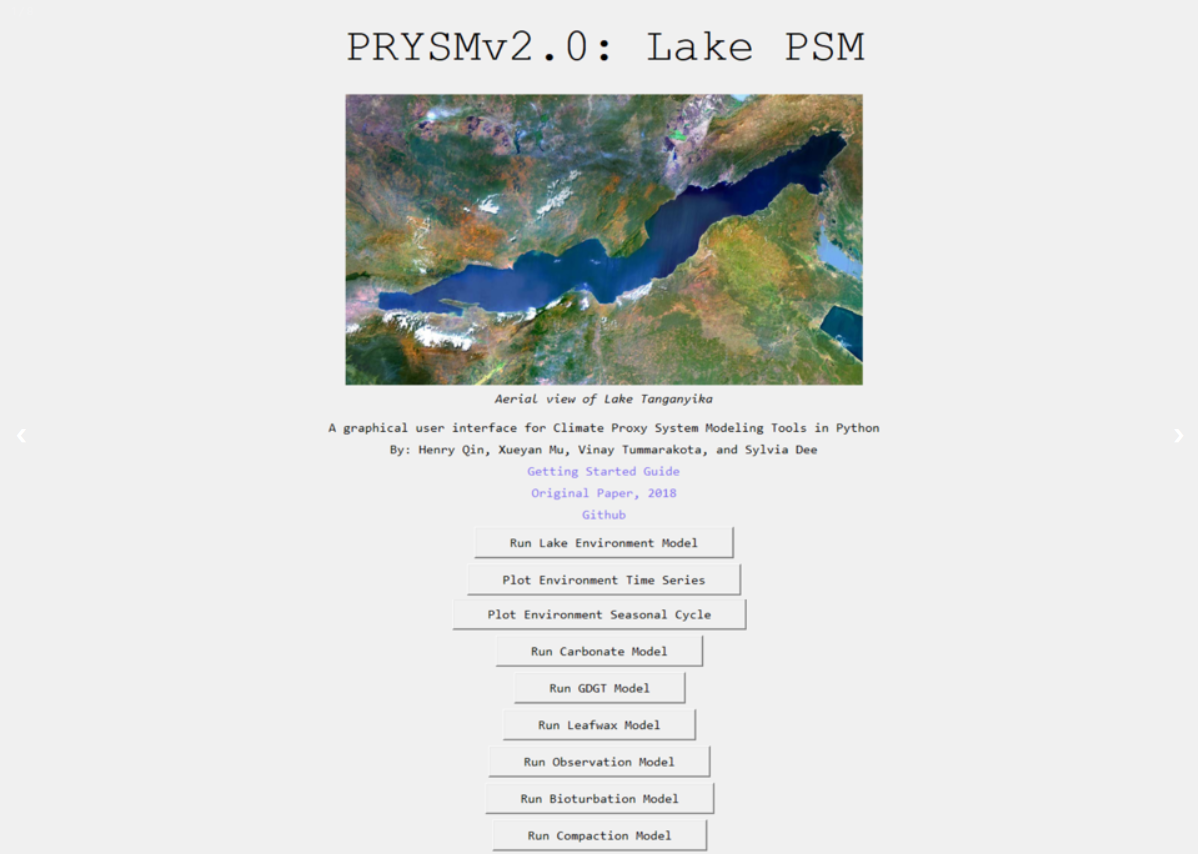 PRYSMv2.0: Lake PSM
Aerial view of Lake Tanganyika
A graphical user interface for Climate Proxy System Modeling Tools in Python
By: Henry Qin, Xueyan Mu, Vinay Tummarakota, and Sylvia Dee
Getting Started Guide
Original Paper, 2018
Github
Run Lake Environment Model
Plot Environment Time Series
Plot Environment Seasonal Cycle
Run Carbonate Model
Run GDGT Model
Run Leafwax Model
Run Observation Model
Run Bioturbation Model
Run Compaction Model